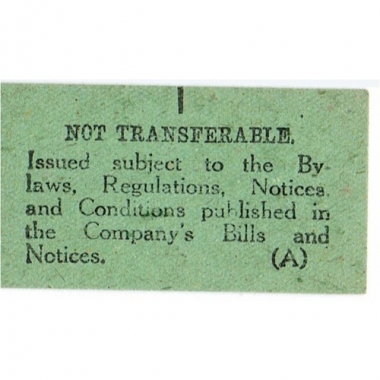 NOT TRANSFERABLE.
Issued subject to the By-
laws, Regulations, Notices
and Conditions published in
the Company's Bills and
Notices. (A)